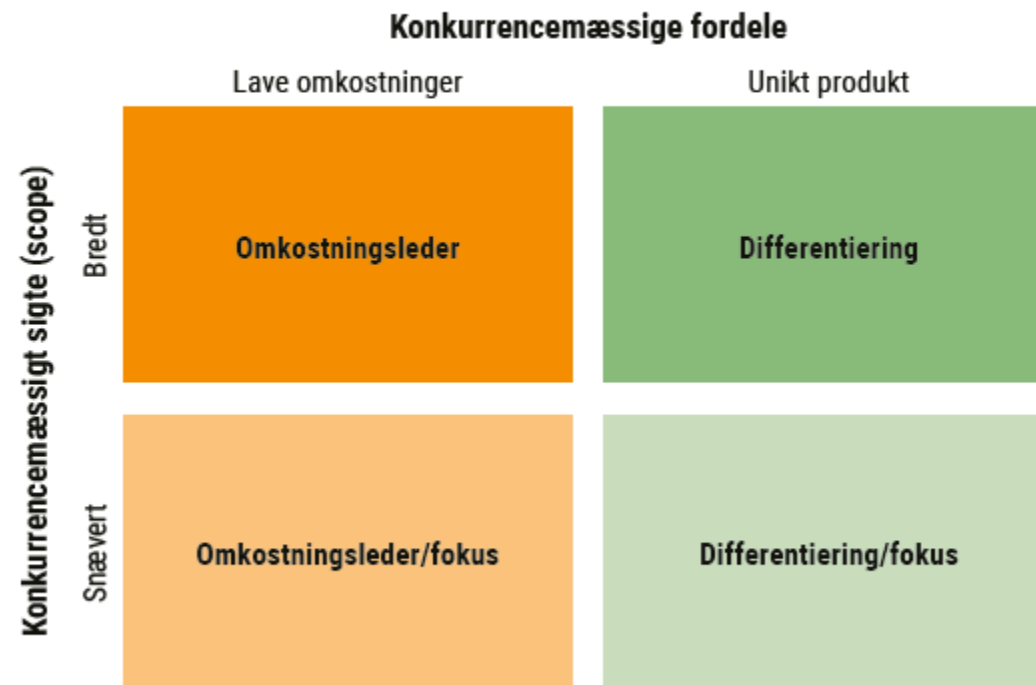 Konkurrencemæssige fordele
Lave omkostninger
Unikt produkt
Konkurrencemæssigt sigte (scope)
Bredt
Omkostningsleder
Differentiering
Snævert
Omkostningsleder/fokus
Differentiering/fokus